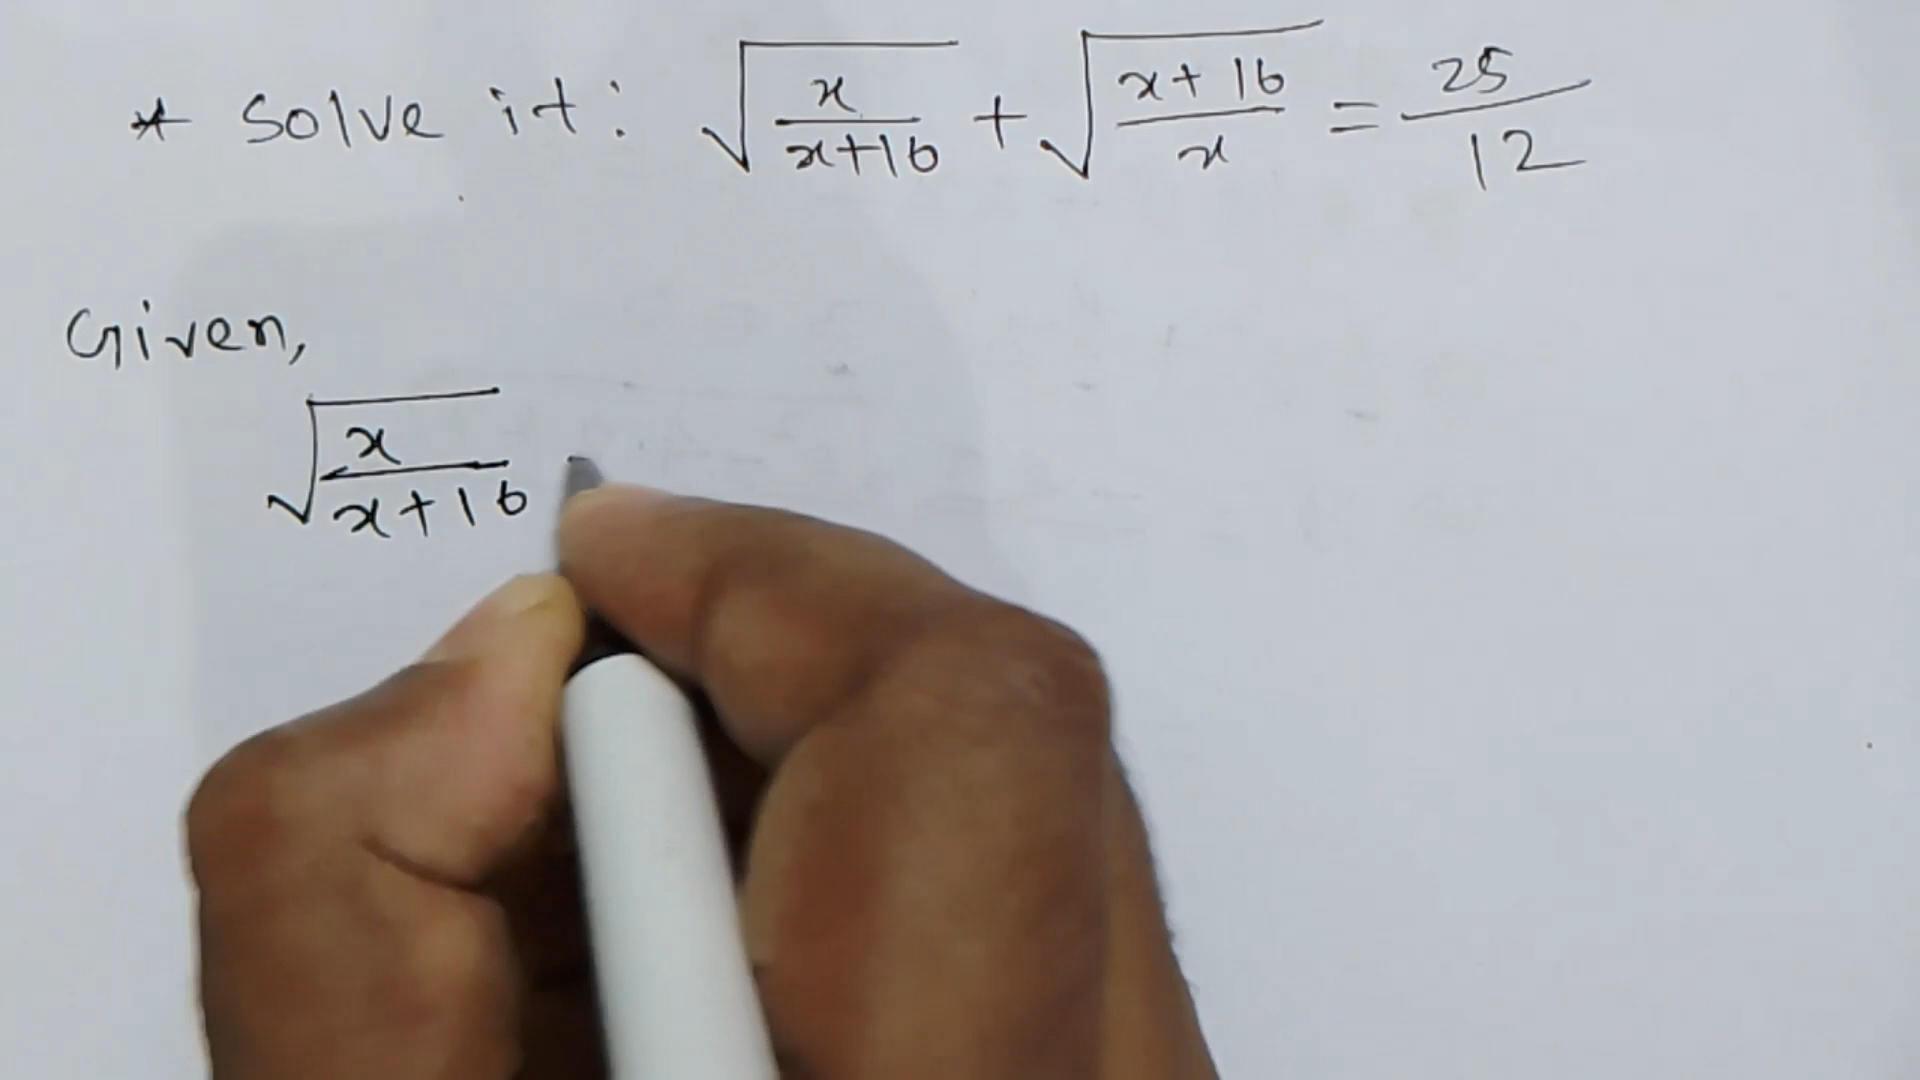 * Solve it: √(x/(x+16)) + √((x+16)/x) = 25/12
Given,
√(x/(x+16))